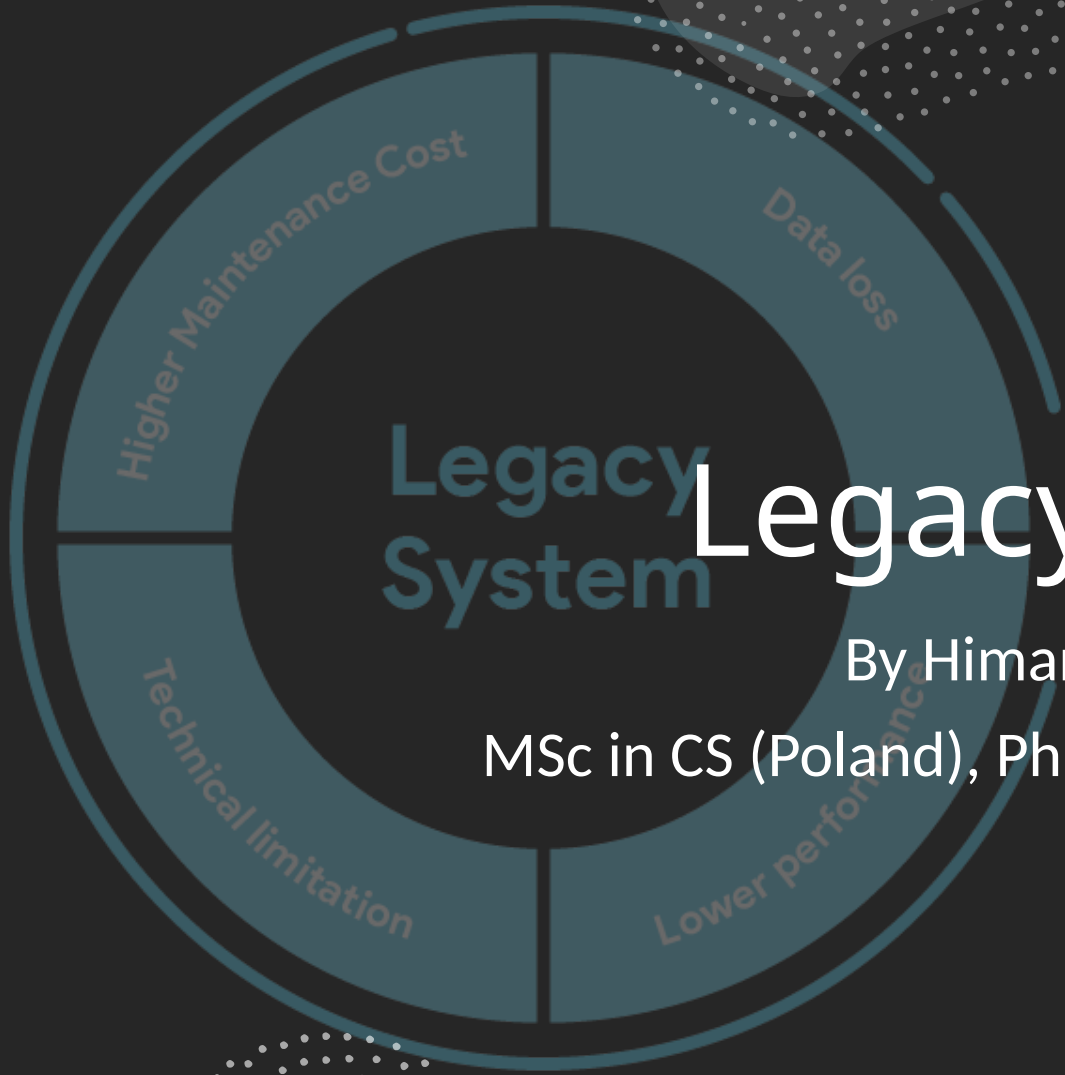 Higher Maintenance Cost
Data loss
Legacy
System
Legacy
By Himan
MSc in CS (Poland), Ph
Technical limitation
Lower performance